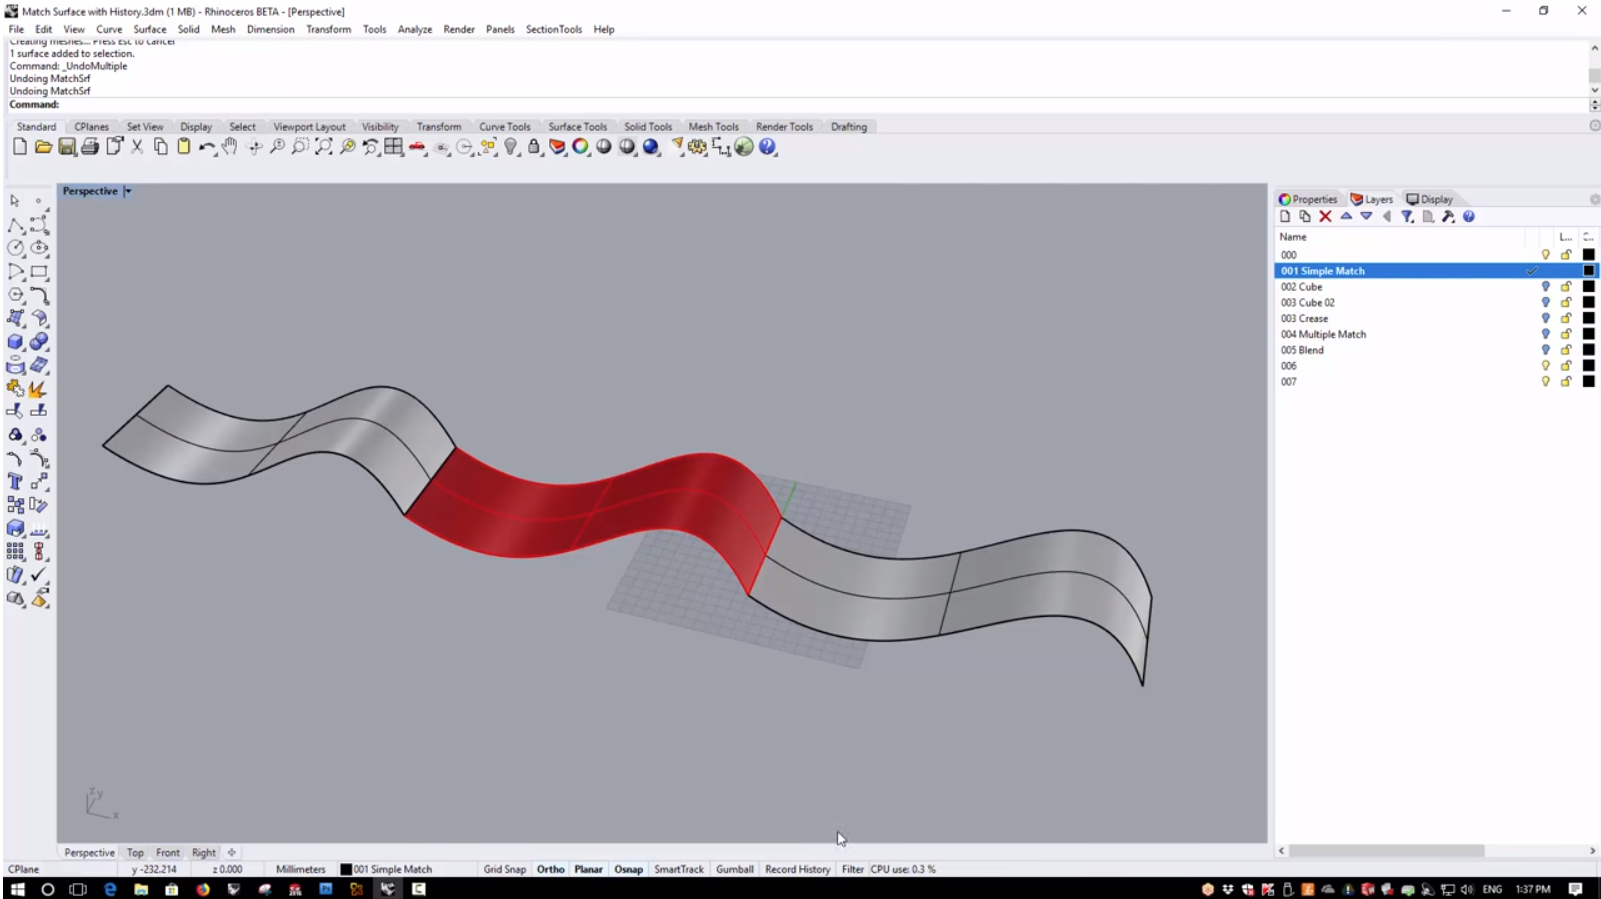 Match Surface with History.3dm (1 MB) - Rhinoceros BETA - [Perspective]
File Edit View Curve Surface Solid Mesh Dimension Transform Tools Analyze Render Panels SectionTools Help
Creating meshes... Press Esc to cancel
1 surface added to selection.
Command: _UndoMultiple
Undoing MatchSrf
Undoing MatchSrf
Command:
Standard CPlanes Set View Display Select Viewport Layout Visibility Transform Curve Tools Surface Tools Solid Tools Mesh Tools Render Tools Drafting
Perspective
Properties Layers Display
Name L... C...
000
001 Simple Match
002 Cube
003 Cube 02
003 Crease
004 Multiple Match
005 Blend
006
007
z y
x
Perspective Top Front Right
CPlane y -232.214 z 0.000 Millimeters 001 Simple Match Grid Snap Ortho Planar Osnap SmartTrack Gumball Record History Filter CPU use: 0.3 %
ENG 1:37 PM